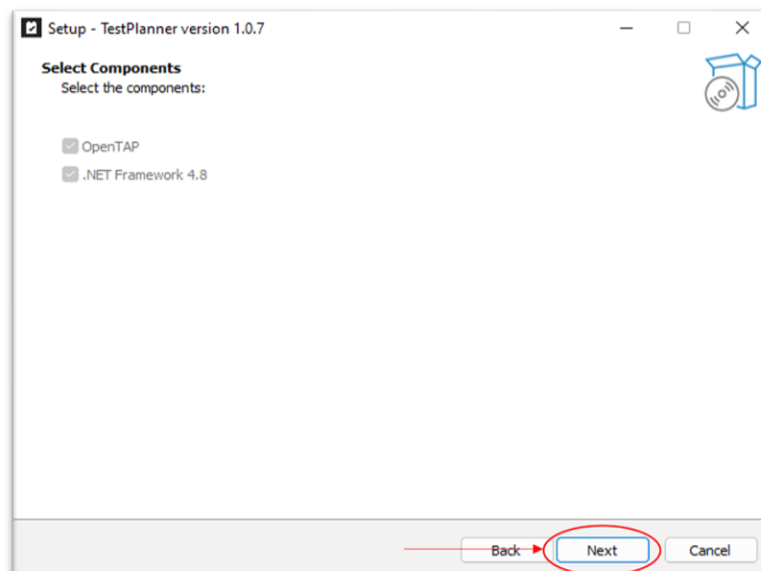 Setup - TestPlanner version 1.0.7
Select Components
Select the components:
OpenTAP
.NET Framework 4.8
Back Next Cancel